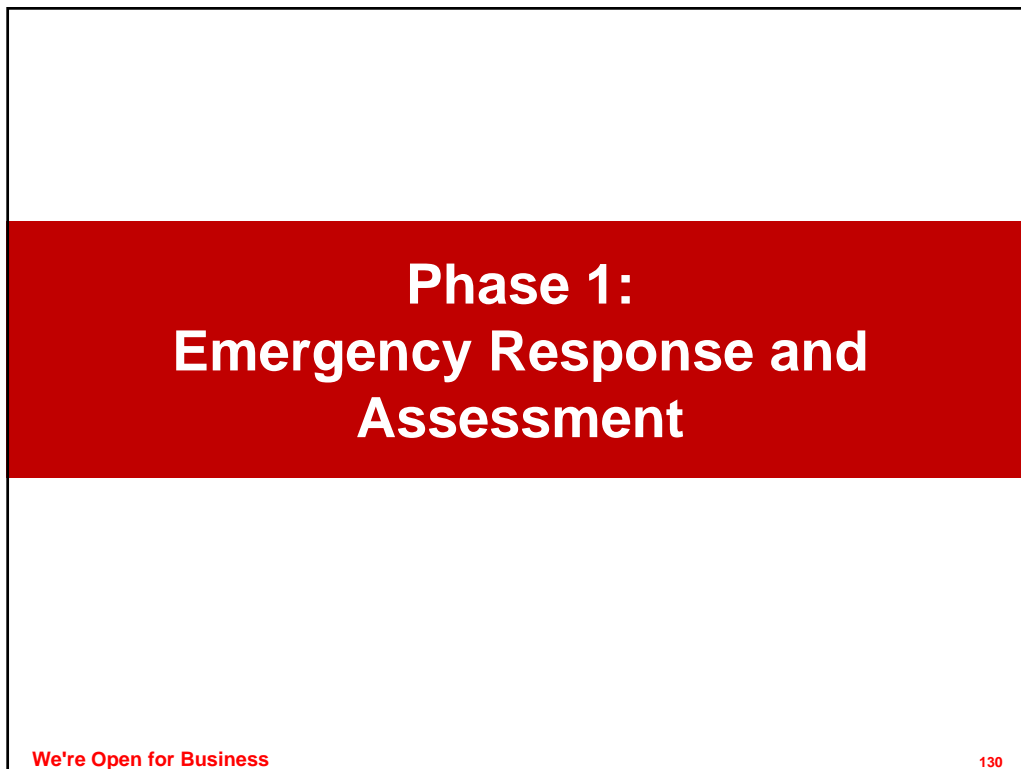 Phase 1:
Emergency Response and
Assessment
We're Open for Business
130